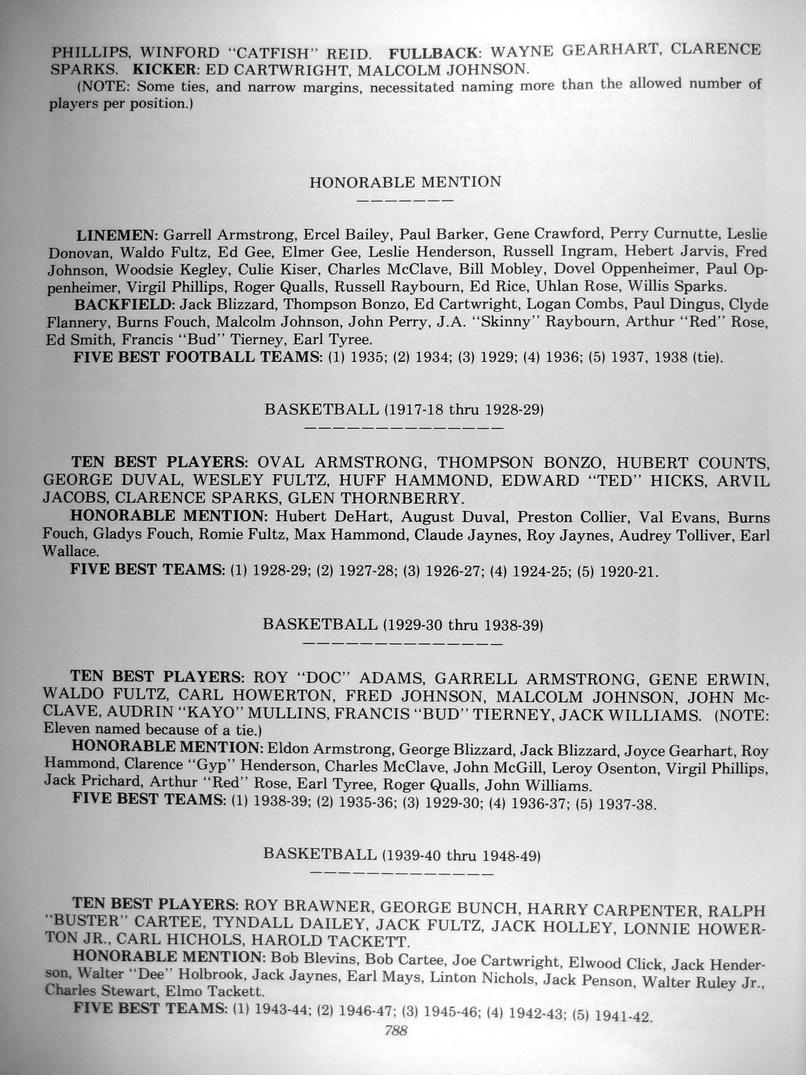 PHILLIPS, WINFORD "CATFISH" REID. FULLBACK: WAYNE GEARHART, CLARENCE
SPARKS. KICKER: ED CARTWRIGHT, MALCOLM JOHNSON.
(NOTE: Some ties, and narrow margins, necessitated naming more than the allowed number of
players per position.)
HONORABLE MENTION
LINEMEN: Garrell Armstrong, Ercel Bailey, Paul Barker, Gene Crawford, Perry Curnutte, Leslie
Donovan, Waldo Fultz, Ed Gee, Elmer Gee, Leslie Henderson, Russell Ingram, Hebert Jarvis, Fred
Johnson, Woodsie Kegley, Culie Kiser, Charles McClave, Bill Mobley, Dovel Oppenheimer, Paul Op-
penheimer, Virgil Phillips, Roger Qualls, Russell Raybourn, Ed Rice, Uhlan Rose, Willis Sparks.
BACKFIELD: Jack Blizzard, Thompson Bonzo, Ed Cartwright, Logan Combs, Paul Dingus, Clyde
Flannery, Burns Fouch, Malcolm Johnson, John Perry, J.A. "Skinny" Raybourn, Arthur "Red" Rose,
Ed Smith, Francis "Bud" Tierney, Earl Tyree.
FIVE BEST FOOTBALL TEAMS: (1) 1935; (2) 1934; (3) 1929; (4) 1936; (5) 1937, 1938 (tie).
BASKETBALL (1917-18 thru 1928-29)
TEN BEST PLAYERS: OVAL ARMSTRONG, THOMPSON BONZO, HUBERT COUNTS,
GEORGE DUVAL, WESLEY FULTZ, HUFF HAMMOND, EDWARD "TED" HICKS, ARVIL
JACOBS, CLARENCE SPARKS, GLEN THORNBERRY.
HONORABLE MENTION: Hubert DeHart, August Duval, Preston Collier, Val Evans, Burns
Fouch, Gladys Fouch, Romie Fultz, Max Hammond, Claude Jaynes, Roy Jaynes, Audrey Tolliver, Earl
Wallace.
FIVE BEST TEAMS: (1) 1928-29; (2) 1927-28; (3) 1926-27; (4) 1924-25; (5) 1920-21.
BASKETBALL (1929-30 thru 1938-39)
TEN BEST PLAYERS: ROY "DOC" ADAMS, GARRELL ARMSTRONG, GENE ERWIN,
WALDO FULTZ, CARL HOWERTON, FRED JOHNSON, MALCOLM JOHNSON, JOHN Mc-
CLAVE, AUDRIN "KAYO" MULLINS, FRANCIS "BUD" TIERNEY, JACK WILLIAMS. (NOTE:
Eleven named because of a tie.)
HONORABLE MENTION: Eldon Armstrong, George Blizzard, Jack Blizzard, Joyce Gearhart, Roy
Hammond, Clarence "Gyp" Henderson, Charles McClave, John McGill, Leroy Osenton, Virgil Phillips,
Jack Prichard, Arthur "Red" Rose, Earl Tyree, Roger Qualls, John Williams.
FIVE BEST TEAMS: (1) 1938-39; (2) 1935-36; (3) 1929-30; (4) 1936-37; (5) 1937-38.
BASKETBALL (1939-40 thru 1948-49)
TEN BEST PLAYERS: ROY BRAWNER, GEORGE BUNCH, HARRY CARPENTER, RALPH
"BUSTER" CARTEE, TYNDALL DAILEY, JACK FULTZ, JACK HOLLEY, LONNIE HOWER-
TON JR., CARL HICHOLS, HAROLD TACKETT.
HONORABLE MENTION: Bob Blevins, Bob Cartee, Joe Cartwright, Elwood Click, Jack Hender-
son, Walter "Dee" Holbrook, Jack Jaynes, Earl Mays, Linton Nichols, Jack Penson, Walter Ruley Jr.,
Charles Stewart, Elmo Tackett.
FIVE BEST TEAMS: (1) 1943-44; (2) 1946-47; (3) 1945-46; (4) 1942-43; (5) 1941-42.
788